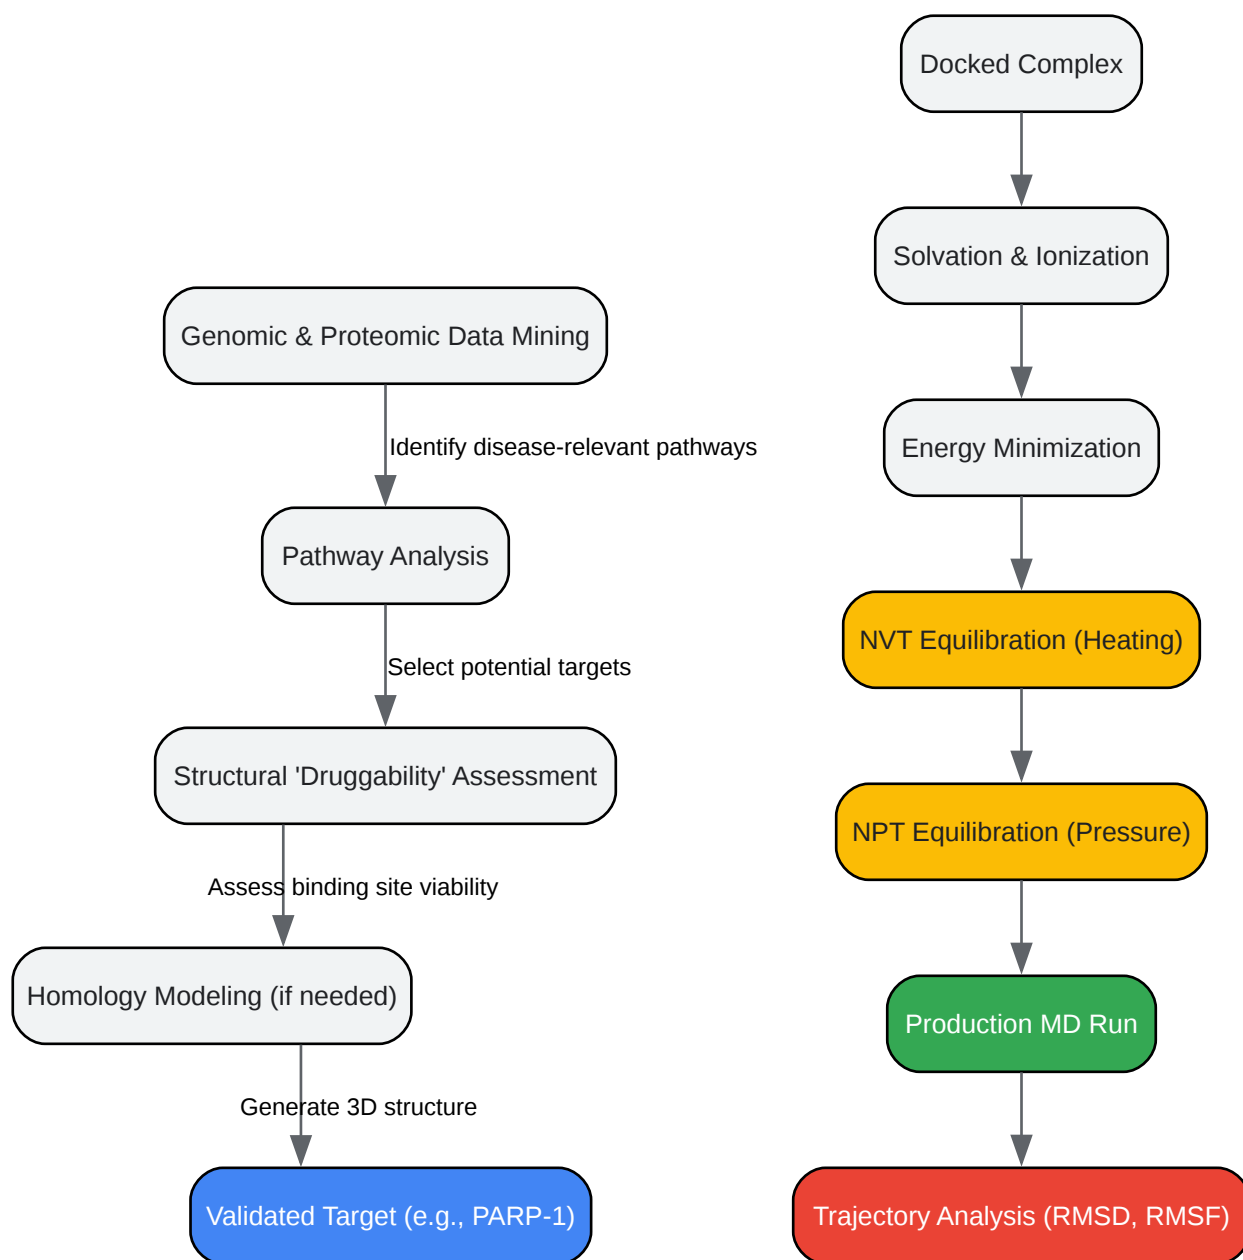 Genomic & Proteomic Data Mining
Identify disease-relevant pathways
Pathway Analysis
Select potential targets
Structural 'Druggability' Assessment
Assess binding site viability
Homology Modeling (if needed)
Generate 3D structure
Validated Target (e.g., PARP-1)
Docked Complex
Solvation & Ionization
Energy Minimization
NVT Equilibration (Heating)
NPT Equilibration (Pressure)
Production MD Run
Trajectory Analysis (RMSD, RMSF)